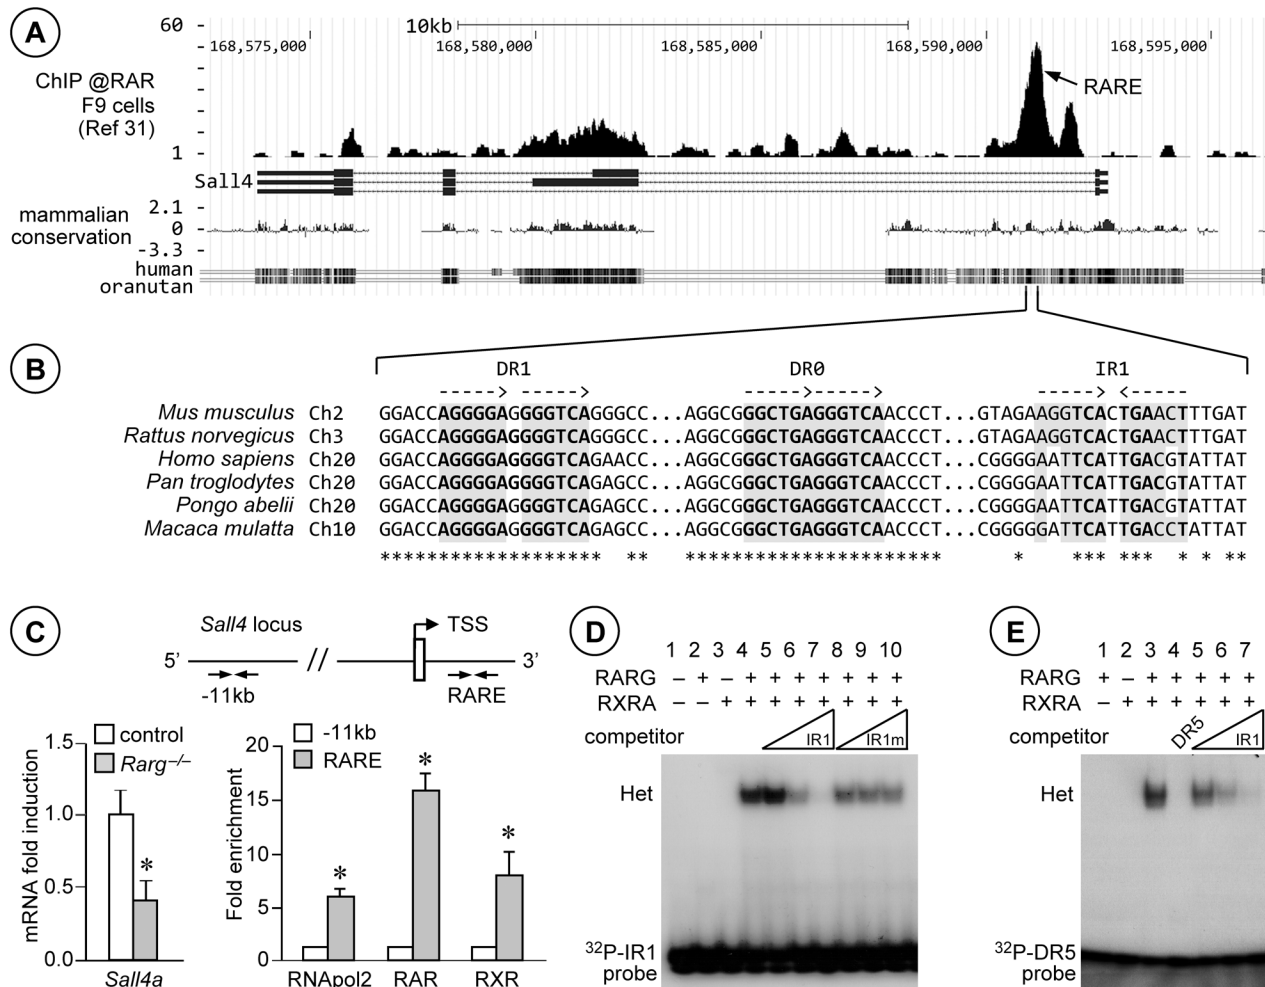 A
60
10kb
168,575,000 168,580,000 168,585,000 168,590,000 168,595,000
ChIP @RAR
F9 cells
(Ref 31)
RARE
1
Sall4
2.1
mammalian
conservation
0
-3.3
human
oranutan
B
DR1 DR0 IR1
Mus musculus Ch2 GGACCAGGGGAGGGGTCAGGGCC...AGGCGGGCTGAGGGTCAACCCT...GTAGAAGGTCACTGAACTTTGAT
Rattus norvegicus Ch3 GGACCAGGGGAGGGGTCAGGGCC...AGGCGGGCTGAGGGTCAACCCT...GTAGAAGGTCACTGAACTTTGAT
Homo sapiens Ch20 GGACCAGGGGAGGGGTCAGAACC...AGGCGGGCTGAGGGTCAACCCT...CGGGGAATTCATTGACGTATTAT
Pan troglodytes Ch20 GGACCAGGGGAGGGGTCAGAGCC...AGGCGGGCTGAGGGTCAACCCT...CGGGGGATTCATTGACGTATTAT
Pongo abelii Ch20 GGACCAGGGGAGGGGTCAGAGCC...AGGCGGGCTGAGGGTCAACCCT...CGGGGGATTCATTGACGTATTAT
Macaca mulatta Ch10 GGACCAGGGGAGGGGTCAGAGCC...AGGCGGGCTGAGGGTCAACCCT...CGGGGGATTCATTGACGTATTAT
******************* ** ********************** * *** *** * * **
C
Sall4 locus
TSS
5’ // 3’
-11kb
RARE
mRNA fold induction
1.5
1.0
0.5
0.0
control
Rarg–/–
*
Sall4a
Fold enrichment
20
15
10
5
0
-11kb
RARE
* * *
RNApol2 RAR RXR
D
1 2 3 4 5 6 7 8 9 10
RARG – + – + + + + + + +
RXRA – – + + + + + + + +
competitor IR1 IR1m
Het
32P-IR1
probe
E
1 2 3 4 5 6 7
RARG + – + + + + +
RXRA – + + + + + +
competitor DR5 IR1
Het
32P-DR5
probe